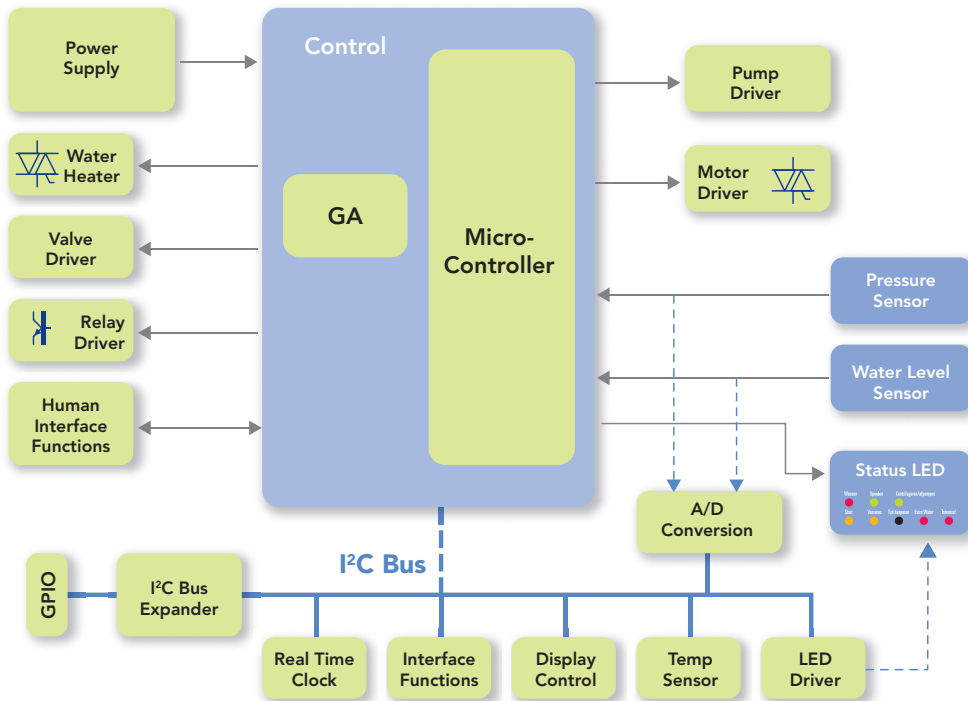 Power
Supply
Control
Pump
Driver
Water
Heater
Motor
Driver
GA
Micro-
Controller
Valve
Driver
Pressure
Sensor
Relay
Driver
Water Level
Sensor
Human
Interface
Functions
Status LED
Start
A/D
Conversion
I²C Bus
GPIO
I²C Bus
Expander
Real Time
Clock
Interface
Functions
Display
Control
Temp
Sensor
LED
Driver